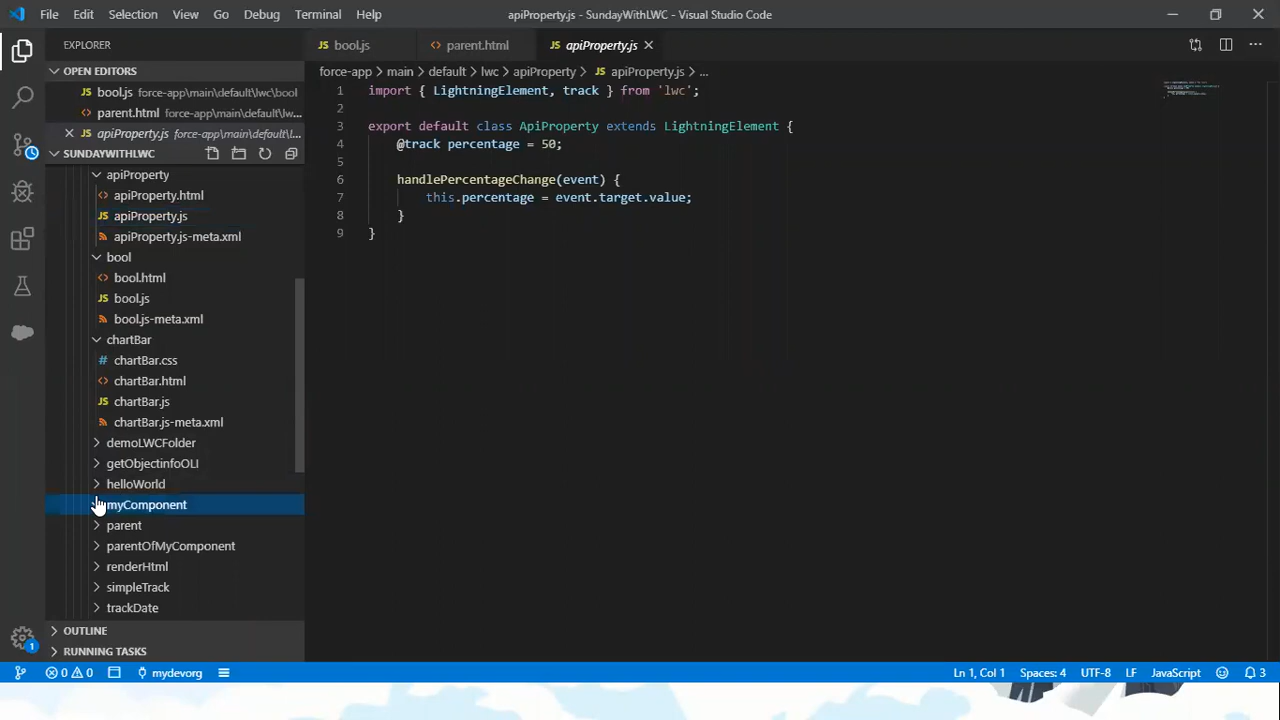 File Edit Selection View Go Debug Terminal Help
apiProperty.js - SundayWithLWC - Visual Studio Code
EXPLORER
OPEN EDITORS
bool.js force-app\main\default\lwc\bool
parent.html force-app\main\default\lwc...
apiProperty.js force-app\main\default\l...
SUNDAYWITHLWC
apiProperty
apiProperty.html
apiProperty.js
apiProperty.js-meta.xml
bool
bool.html
bool.js
bool.js-meta.xml
chartBar
chartBar.css
chartBar.html
chartBar.js
chartBar.js-meta.xml
demoLWCFolder
getObjectinfoOLI
helloWorld
myComponent
parent
parentOfMyComponent
renderHtml
simpleTrack
trackDate
OUTLINE
RUNNING TASKS
JS bool.js parent.html JS apiProperty.js
force-app > main > default > lwc > apiProperty > JS apiProperty.js > ...
1 import { LightningElement, track } from 'lwc';
2
3 export default class ApiProperty extends LightningElement {
4 @track percentage = 50;
5
6 handlePercentageChange(event) {
7 this.percentage = event.target.value;
8 }
9 }
0 0 mydevorg
Ln 1, Col 1 Spaces: 4 UTF-8 LF JavaScript 3